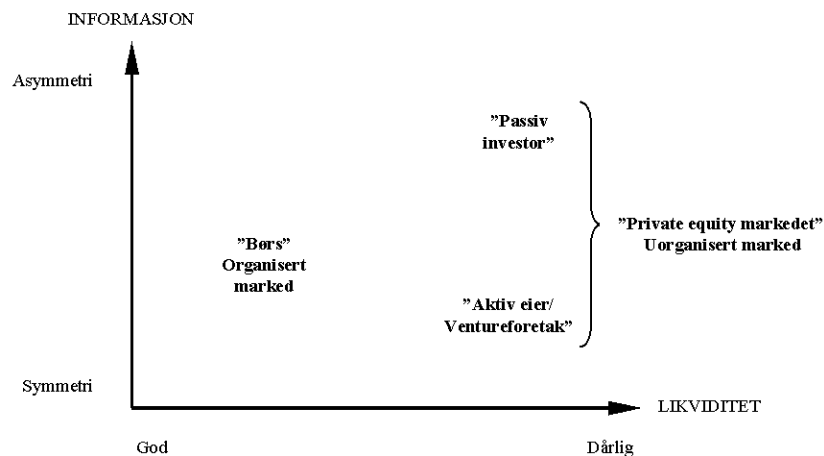 INFORMASJON
Asymmetri
”Passiv
investor”
”Private equity markedet”
Uorganisert marked
”Børs”
Organisert
marked
”Aktiv eier/
Ventureforetak”
Symmetri
LIKVIDITET
God
Dårlig